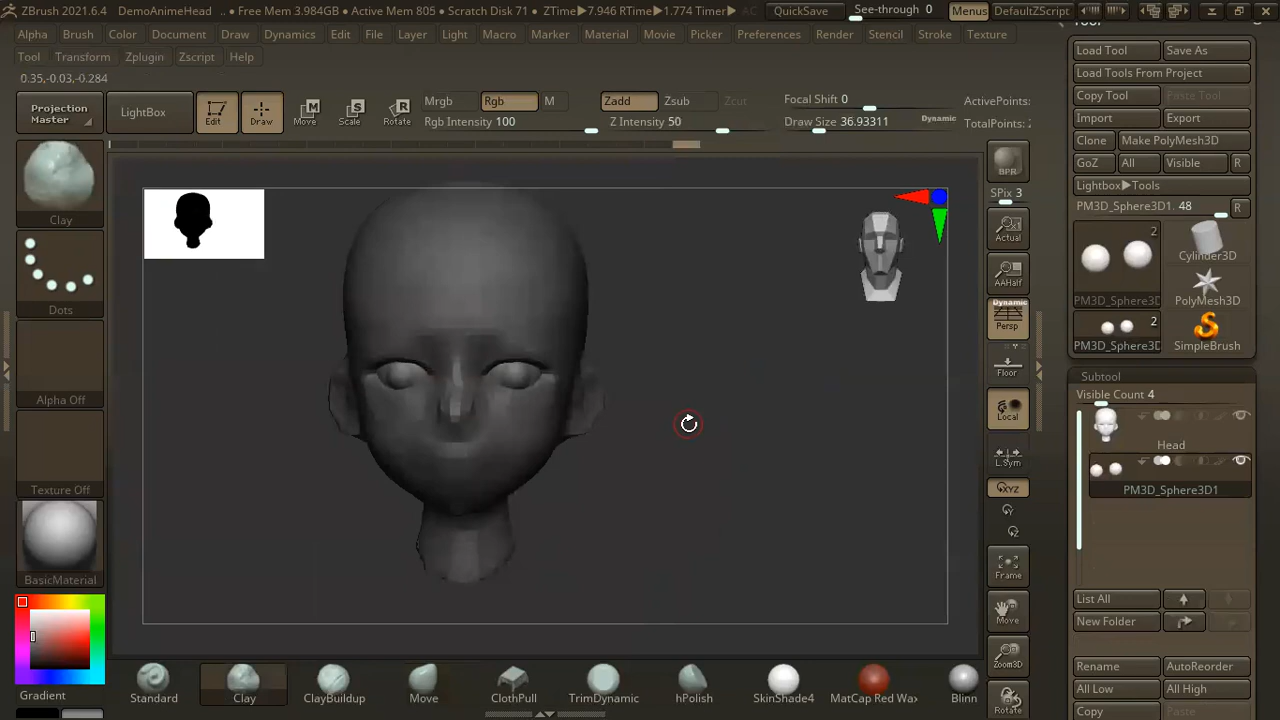 ZBrush 2021.6.4 DemoAnimeHead .. • Free Mem 3.984GB • Active Mem 805 • Scratch Disk 71 • ZTime▶7.946 RTime▶1.774 Timer▶ AC QuickSave See-through 0 Menus DefaultZScript
Alpha Brush Color Document Draw Dynamics Edit File Layer Light Macro Marker Material Movie Picker Preferences Render Stencil Stroke Texture
Tool Transform Zplugin Zscript Help
0.35,-0.03,-0.284
Projection Master
LightBox
Edit
Draw
Move
Scale
Rotate
Mrgb Rgb M
Rgb Intensity 100
Zadd Zsub Zcut
Z Intensity 50
Focal Shift 0
Draw Size 36.93311
Dynamic
ActivePoints:
TotalPoints:
Clay
Dots
Alpha Off
Texture Off
BasicMaterial
Gradient
BPR
SPix 3
Actual
AAHalf
Dynamic
Persp
Floor
Local
L.Sym
XYZ
Y
Z
Frame
Move
Zoom3D
Rotate
Tool
Load Tool Save As
Load Tools From Project
Copy Tool Paste Tool
Import Export
Clone Make PolyMesh3D
GoZ All Visible R
Lightbox▶Tools
PM3D_Sphere3D1. 48 R
2
PM3D_Sphere3D
Cylinder3D
PolyMesh3D
2
PM3D_Sphere3D
SimpleBrush
Subtool
Visible Count 4
Head
PM3D_Sphere3D1
List All
New Folder
Rename AutoReorder
All Low All High
Copy Paste
Standard Clay ClayBuildup Move ClothPull TrimDynamic hPolish SkinShade4 MatCap Red Wax Blinn